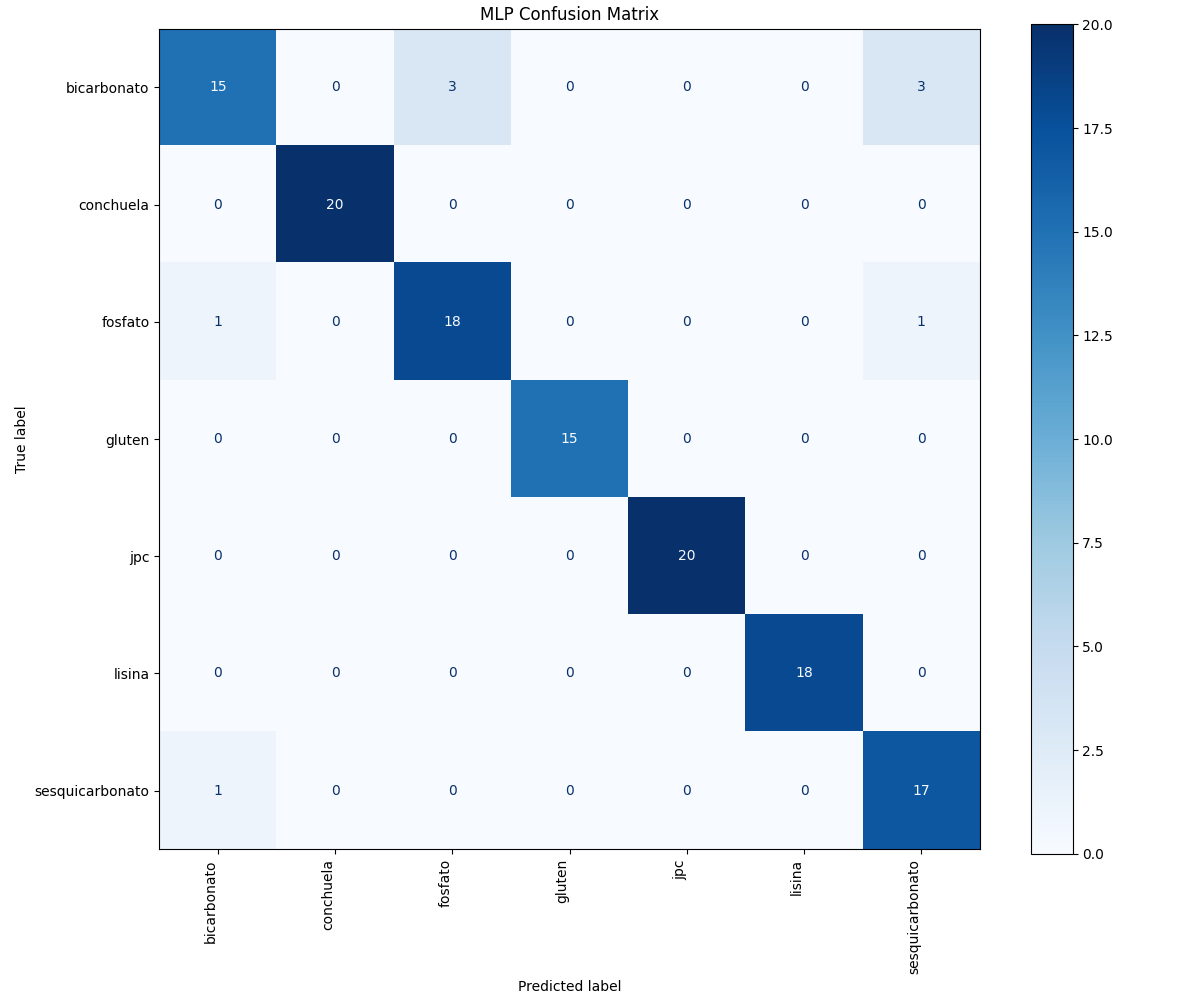 MLP Confusion Matrix
True label
bicarbonato 15 0 3 0 0 0 3
conchuela 0 20 0 0 0 0 0
fosfato 1 0 18 0 0 0 1
gluten 0 0 0 15 0 0 0
jpc 0 0 0 0 20 0 0
lisina 0 0 0 0 0 18 0
sesquicarbonato 1 0 0 0 0 0 17
bicarbonato
conchuela
fosfato
gluten
jpc
lisina
sesquicarbonato
Predicted label
20.0
17.5
15.0
12.5
10.0
7.5
5.0
2.5
0.0